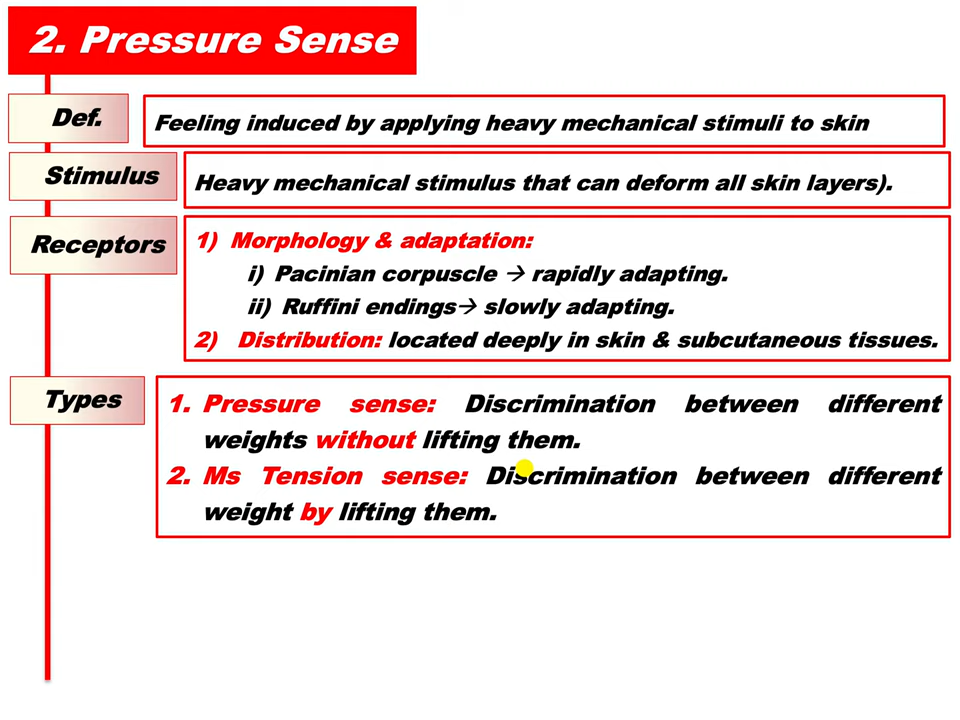 2. Pressure Sense
Def.
Feeling induced by applying heavy mechanical stimuli to skin
Stimulus
Heavy mechanical stimulus that can deform all skin layers).
Receptors
1) Morphology & adaptation:
i) Pacinian corpuscle → rapidly adapting.
ii) Ruffini endings→ slowly adapting.
2) Distribution: located deeply in skin & subcutaneous tissues.
Types
1. Pressure sense: Discrimination between different
weights without lifting them.
2. Ms Tension sense: Discrimination between different
weight by lifting them.